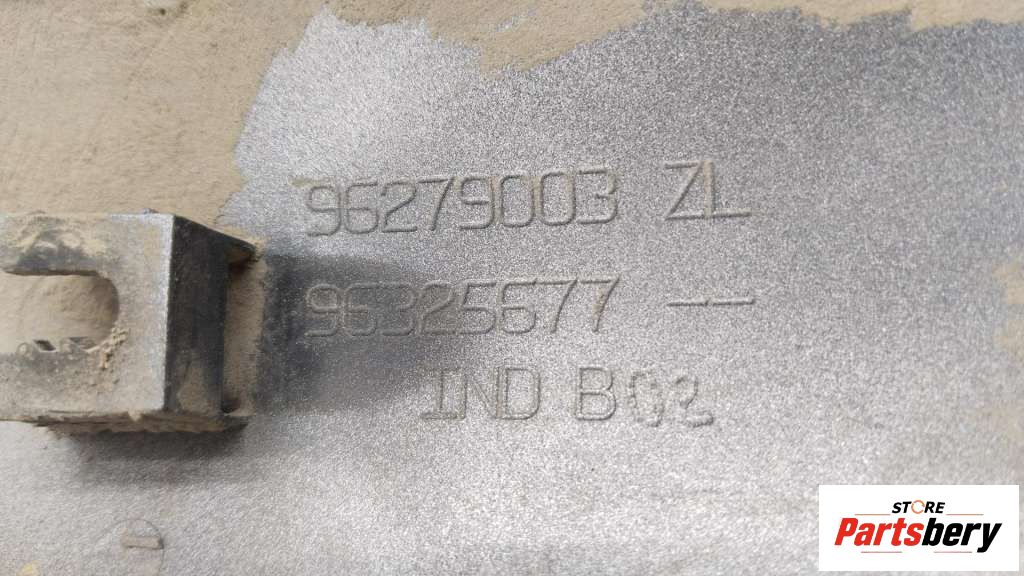 96279003 ZL
96325677 --
IND B02
STORE
Partsbery